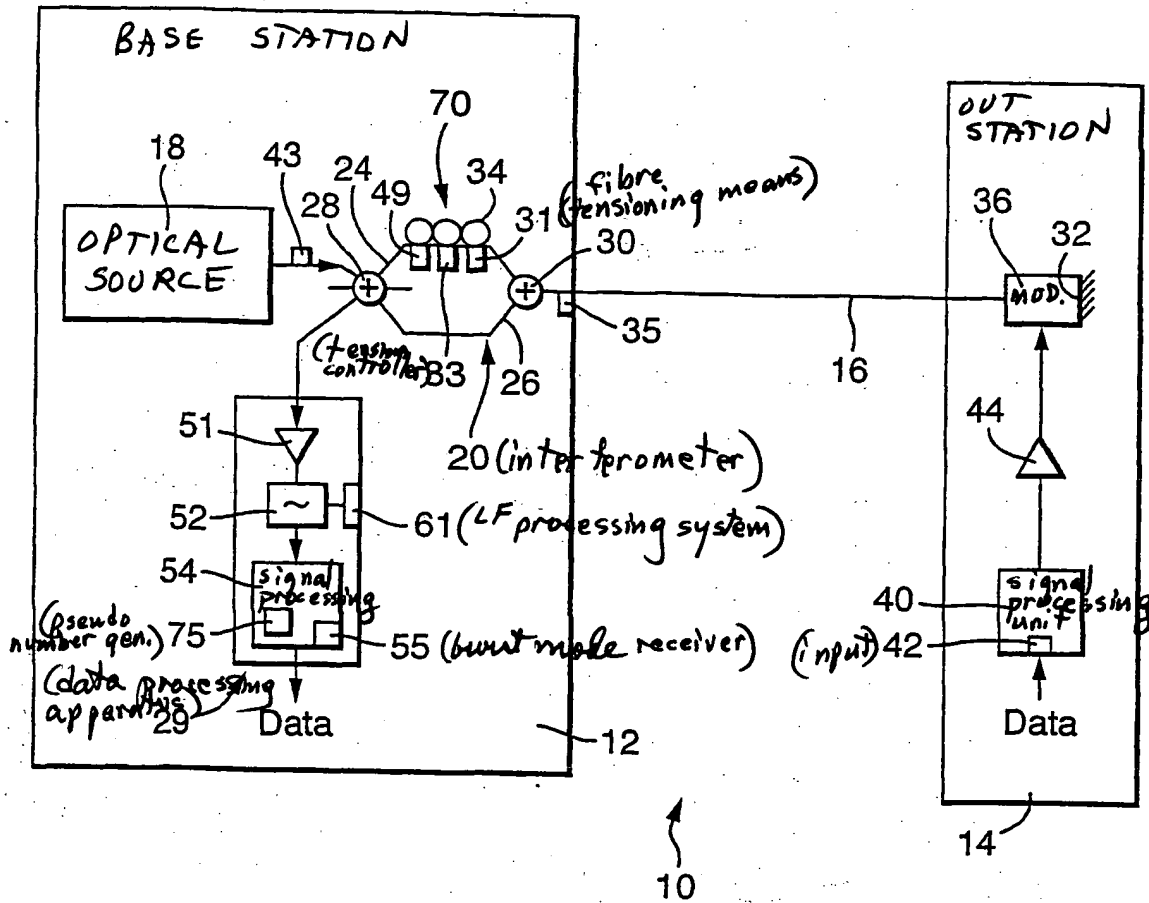 BASE STATION
70
18
43
24
49
34
28
31
(fibre
tensioning means)
30
OPTICAL
SOURCE
OUT
STATION
36
32
MOD.
35
16
33
26
(tension
controller)
51
20 (interferometer)
44
52
~
61 (LF processing system)
54
signal
processing
(pseudo
number gen.)
75
55 (burst mode receiver)
40
signal
processing
unit
(input) 42
(data processing
apparatus)
29
Data
Data
12
14
10